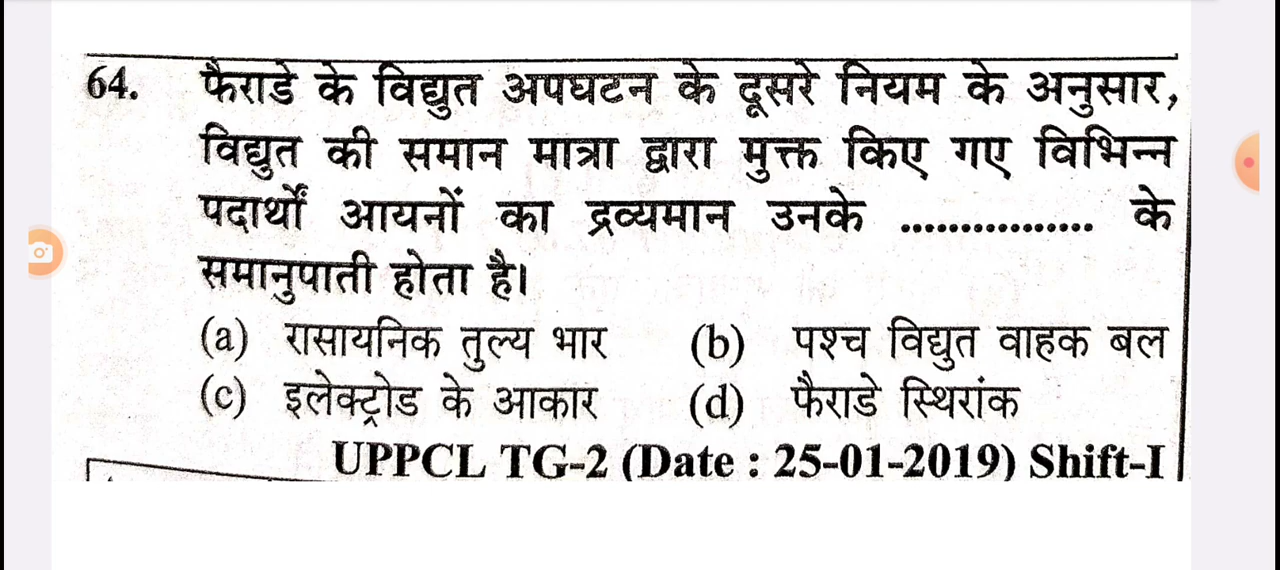 64. फैराडे के विद्युत अपघटन के दूसरे नियम के अनुसार,
विद्युत की समान मात्रा द्वारा मुक्त किए गए विभिन्न
पदार्थों आयनों का द्रव्यमान उनके ................ के
समानुपाती होता है।
(a) रासायनिक तुल्य भार (b) पश्च विद्युत वाहक बल
(c) इलेक्ट्रोड के आकार (d) फैराडे स्थिरांक
UPPCL TG-2 (Date : 25-01-2019) Shift-I